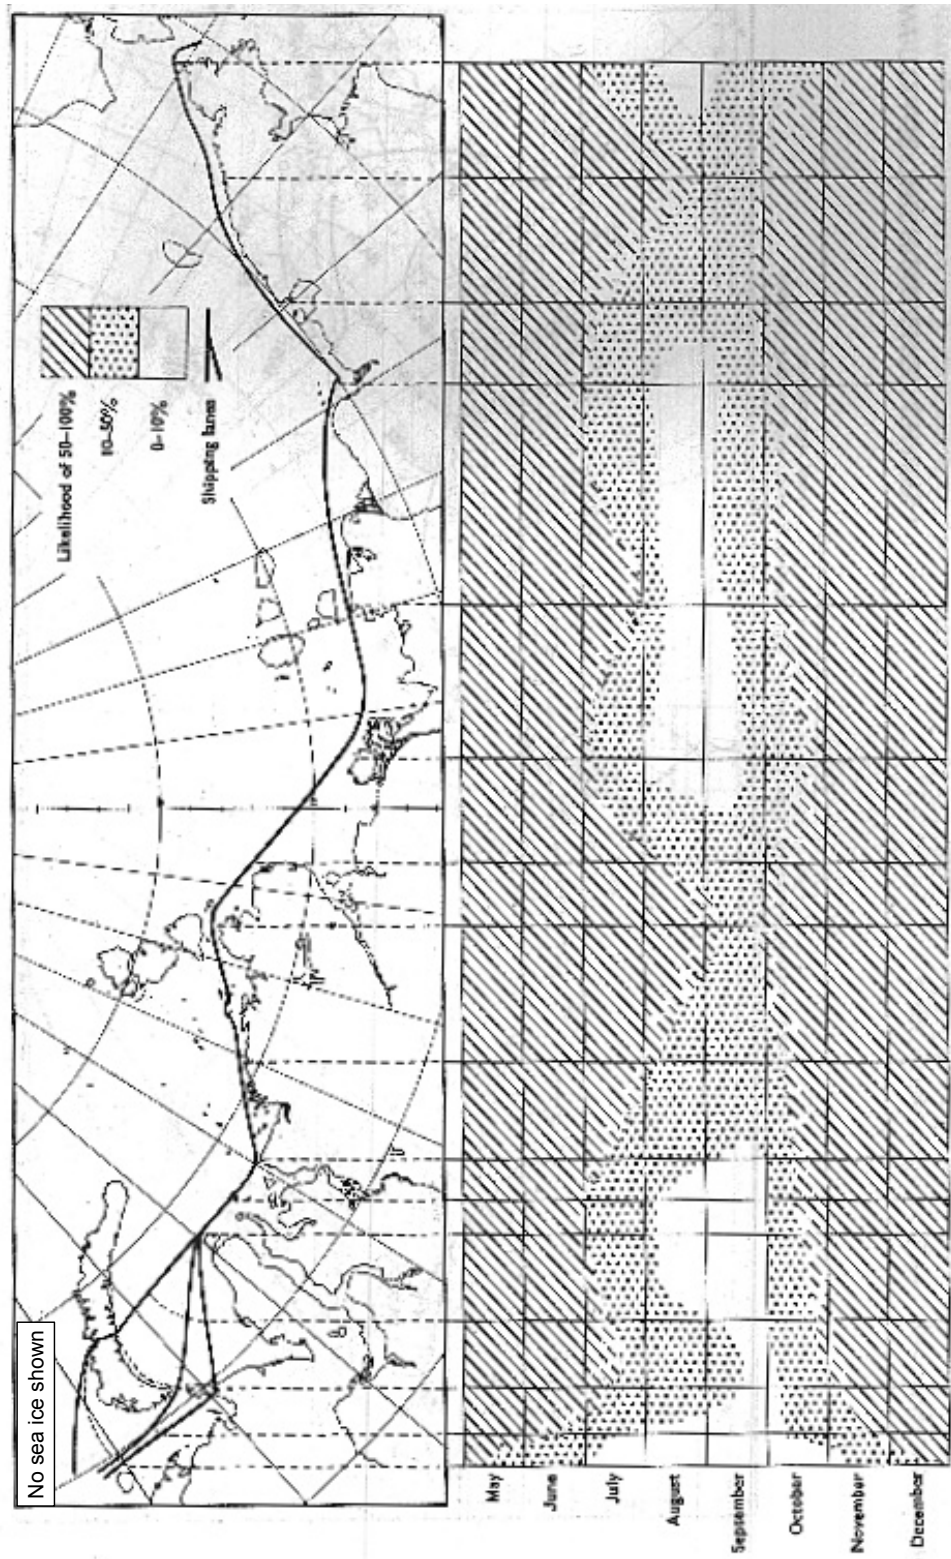 No sea ice shown
Likelihood of 50-100%
10-50%
0-10%
Shipping lanes
May
June
July
August
September
October
November
December